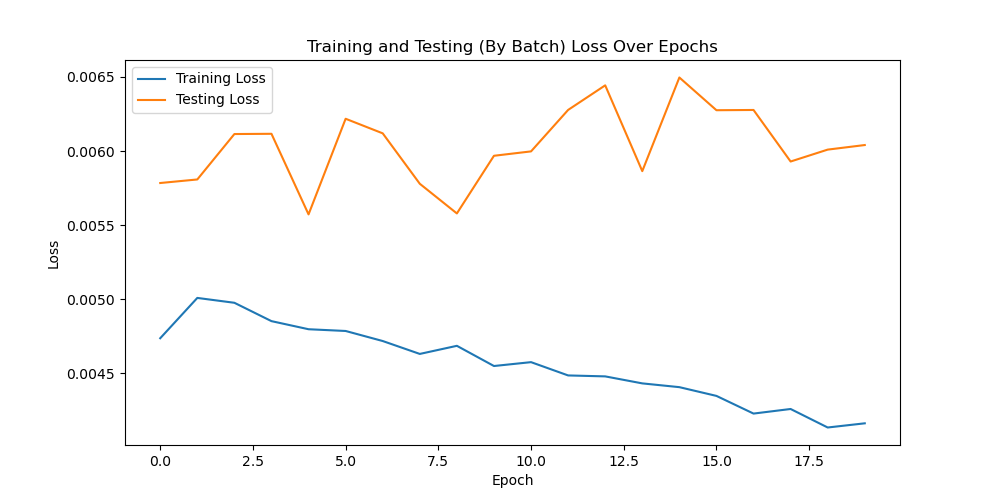 Training and Testing (By Batch) Loss Over Epochs
Training Loss
Testing Loss
0.0065
0.0060
0.0055
0.0050
0.0045
Loss
0.0 2.5 5.0 7.5 10.0 12.5 15.0 17.5
Epoch